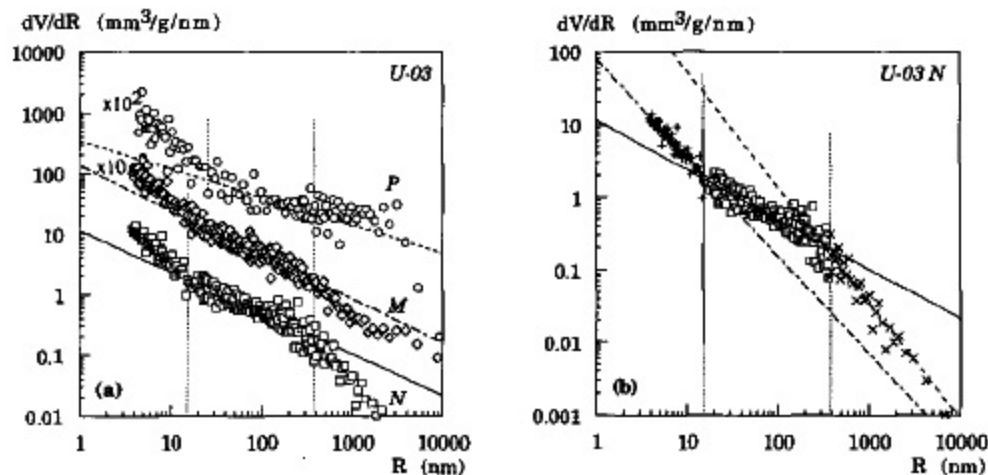 dV/dR (mm³/g/nm)
10000
1000
100
10
1
0.1
0.01
U-03
x10²
x10
P
M
N
(a)
1 10 100 1000 10000
R (nm)
dV/dR (mm³/g/nm)
100
10
1
0.1
0.01
0.001
U-03 N
(b)
1 10 100 1000 10000
R (nm)